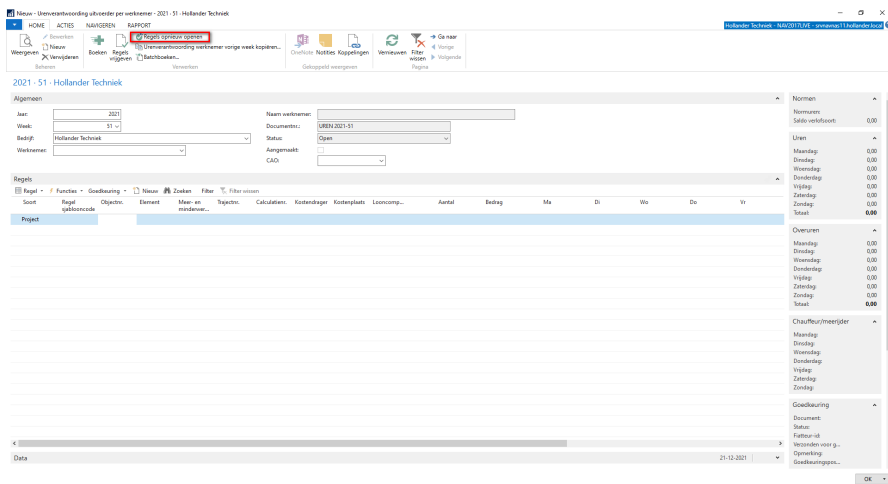 Nieuw - Urenverantwoording uitvoerder per werknemer - 2021 · 51 · Hollander Techniek
HOME ACTIES NAVIGEREN RAPPORT
Hollander Techniek - NAV2017LIVE - srvnavnas11.hollander.local
Weergeven
Bewerken
Nieuw
Verwijderen
Beheren
Boeken
Regels vrijgeven
Regels opnieuw openen
Urenverantwoording werknemer vorige week kopiëren...
Batchboeken...
Verwerken
OneNote Notities Koppelingen
Gekoppeld weergeven
Vernieuwen
Filter wissen
Ga naar
Vorige
Volgende
Pagina
2021 · 51 · Hollander Techniek
Algemeen
Jaar: 2021
Week: 51
Bedrijf: Hollander Techniek
Werknemer:
Naam werknemer:
Documentnr.: UREN 2021-51
Status: Open
Aangemaakt:
CAO:
Regels
Regel Functies Goedkeuring Nieuw Zoeken Filter Filter wissen
Soort Regel sjablooncode Objectnr. Element Meer- en minderwer... Trajectnr. Calculatienr. Kostendrager Kostenplaats Looncomp... Aantal Bedrag Ma Di Wo Do Vr
Project
Data 21-12-2021
Normen
Normuren:
Saldo verlofsoort: 0,00
Uren
Maandag: 0,00
Dinsdag: 0,00
Woensdag: 0,00
Donderdag: 0,00
Vrijdag: 0,00
Zaterdag: 0,00
Zondag: 0,00
Totaal: 0,00
Overuren
Maandag: 0,00
Dinsdag: 0,00
Woensdag: 0,00
Donderdag: 0,00
Vrijdag: 0,00
Zaterdag: 0,00
Zondag: 0,00
Totaal: 0,00
Chauffeur/meerijder
Maandag:
Dinsdag:
Woensdag:
Donderdag:
Vrijdag:
Zaterdag:
Zondag:
Goedkeuring
Document:
Status:
Fiatteur-id:
Verzonden voor g...
Opmerking:
Goedkeuringspos...
OK